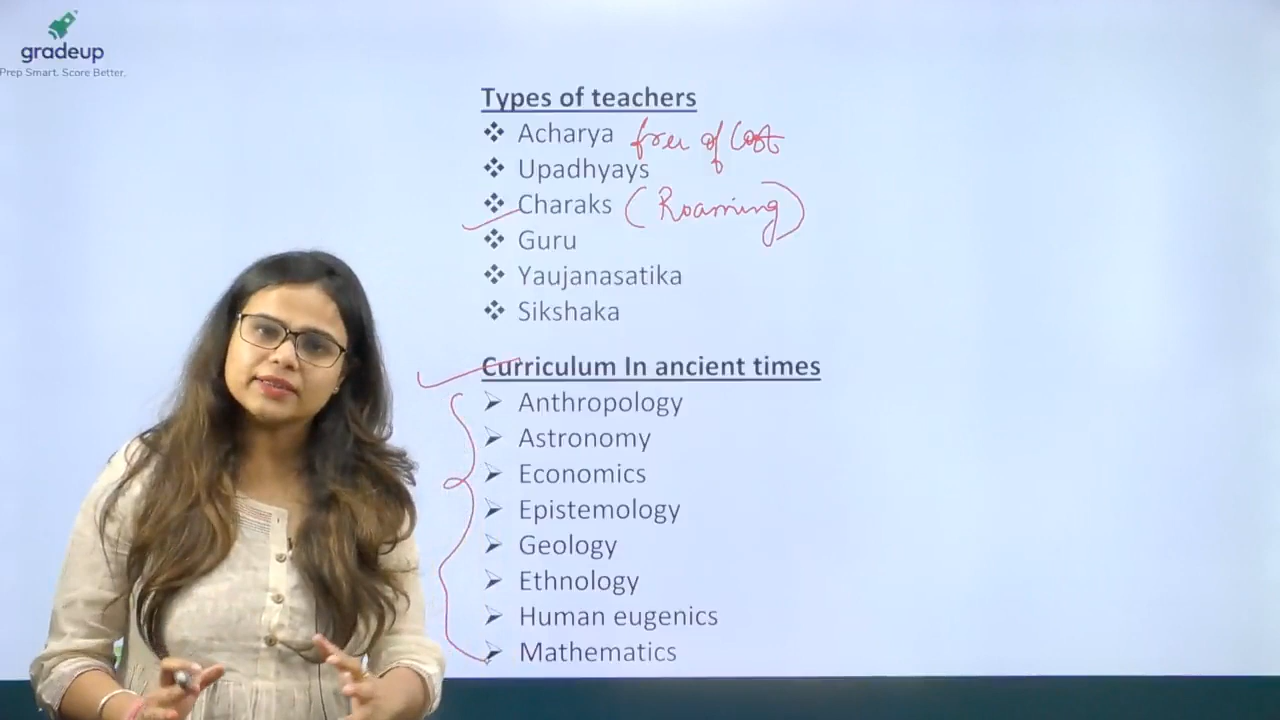 gradeup
Prep Smart. Score Better.
Types of teachers
❖ Acharya free of Cost
❖ Upadhyays
❖ Charaks (Roaming)
❖ Guru
❖ Yaujanasatika
❖ Sikshaka
Curriculum In ancient times
➢ Anthropology
➢ Astronomy
➢ Economics
➢ Epistemology
➢ Geology
➢ Ethnology
➢ Human eugenics
➢ Mathematics